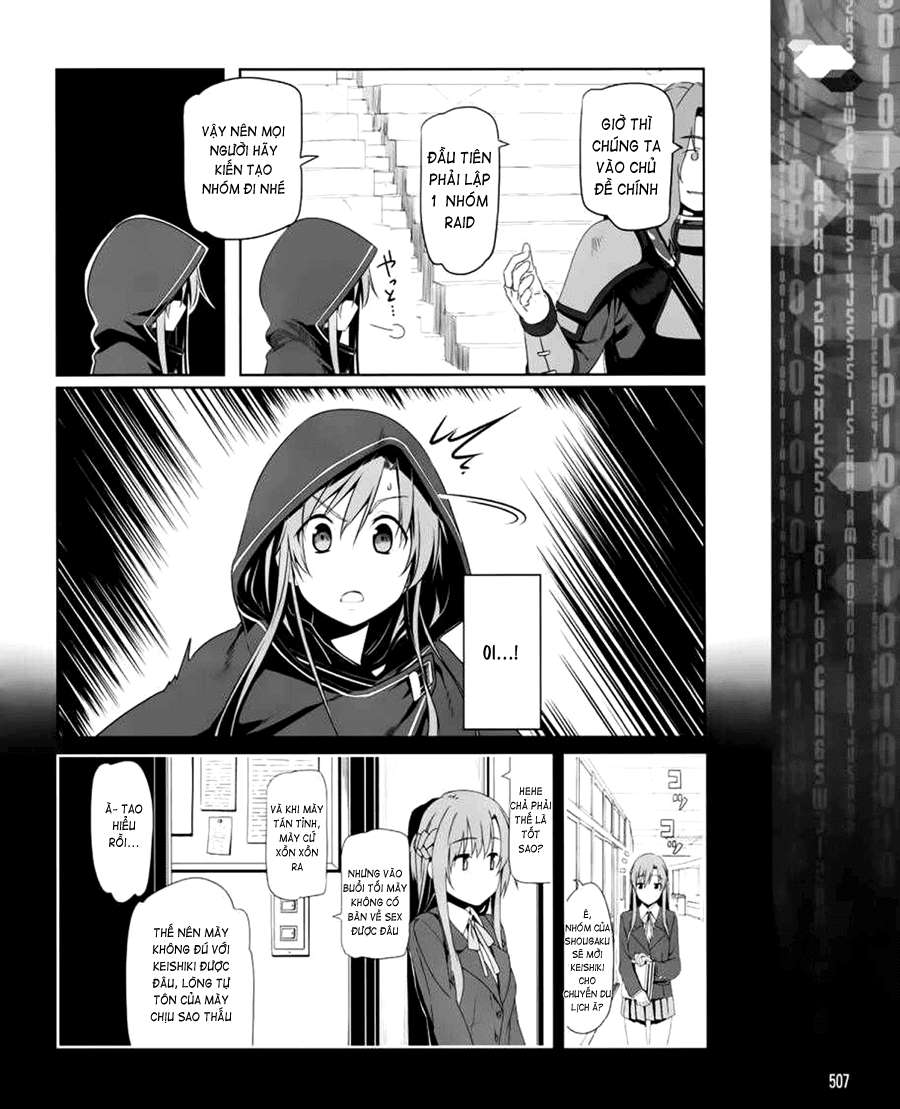 GIỜ THÌ
CHÚNG TA
VÀO CHỦ
ĐỀ CHÍNH
ĐẦU TIÊN
PHẢI LẬP
1 NHÓM
RAID
やっと...
VẬY NÊN MỌI
NGƯỜI HÃY
KIẾN TẠO
NHÓM ĐI NHÉ
OI...!
Ê,
NHÓM CỦA
SHOUGAKU
SẼ MỜI
KEISHIKI
CHO
CHUYẾN DU
LỊCH Ã?
HEHE
CHẢ PHẢI
THẾ LÀ
TỐT
SAO?
NHƯNG VÀO
BUỔI TỐI MÀY
KHÔNG CÓ
BÀN VỀ SEX
ĐƯỢC ĐÂU
VÀ KHI MÀY
TÁN TỈNH,
MÀY CỨ
XỒN XỒN
RA
À- TAO
HIỂU
RỒI...
THẾ NÊN MÀY
KHÔNG ĐÚ VỚI
KEISHIKI ĐƯỢC
ĐÂU, LÒNG TỰ
TÔN CỦA MÀY
CHỊU SAO THẤU
507